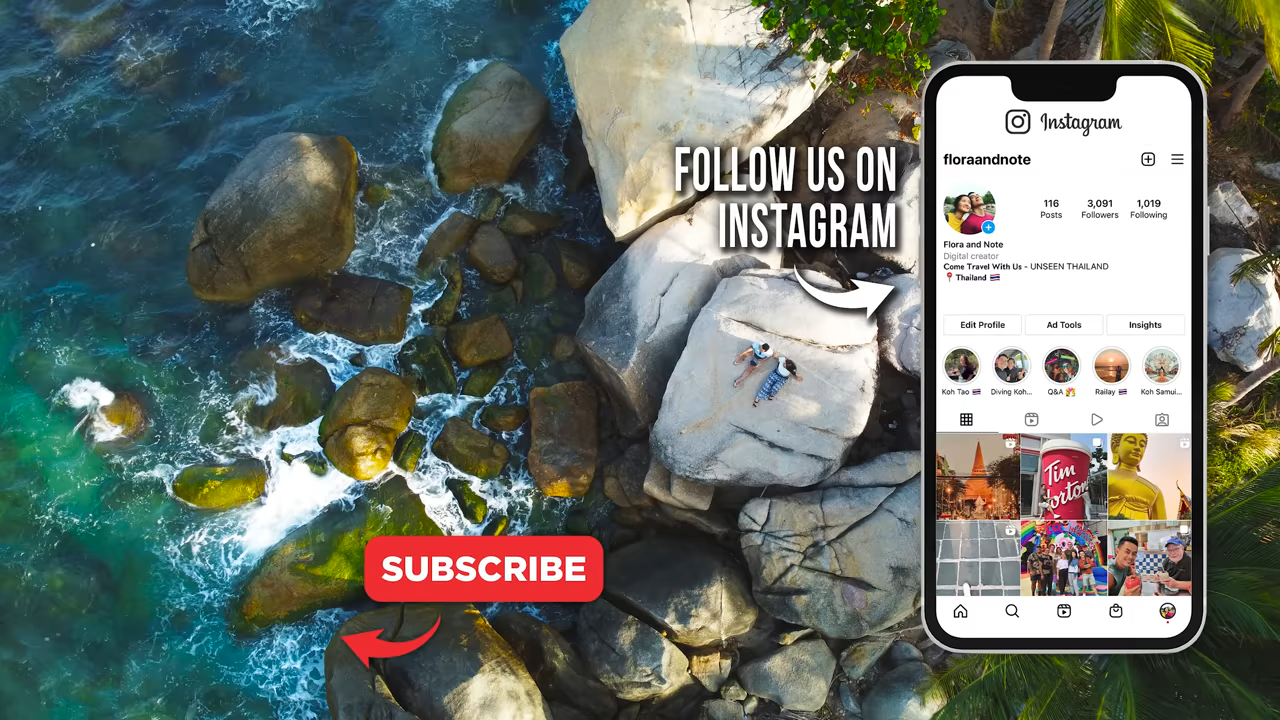 FOLLOW US ON
INSTAGRAM
SUBSCRIBE
Instagram
floraandnote
116 3,091 1,019
Posts Followers Following
Flora and Note
Digital creator
Come Travel With Us - UNSEEN THAILAND
📍 Thailand 🇹🇭
Edit Profile Ad Tools Insights
Koh Tao 🇹🇭 Diving Koh... Q&A Railay 🇹🇭 Koh Samui...
Tim
Hortons